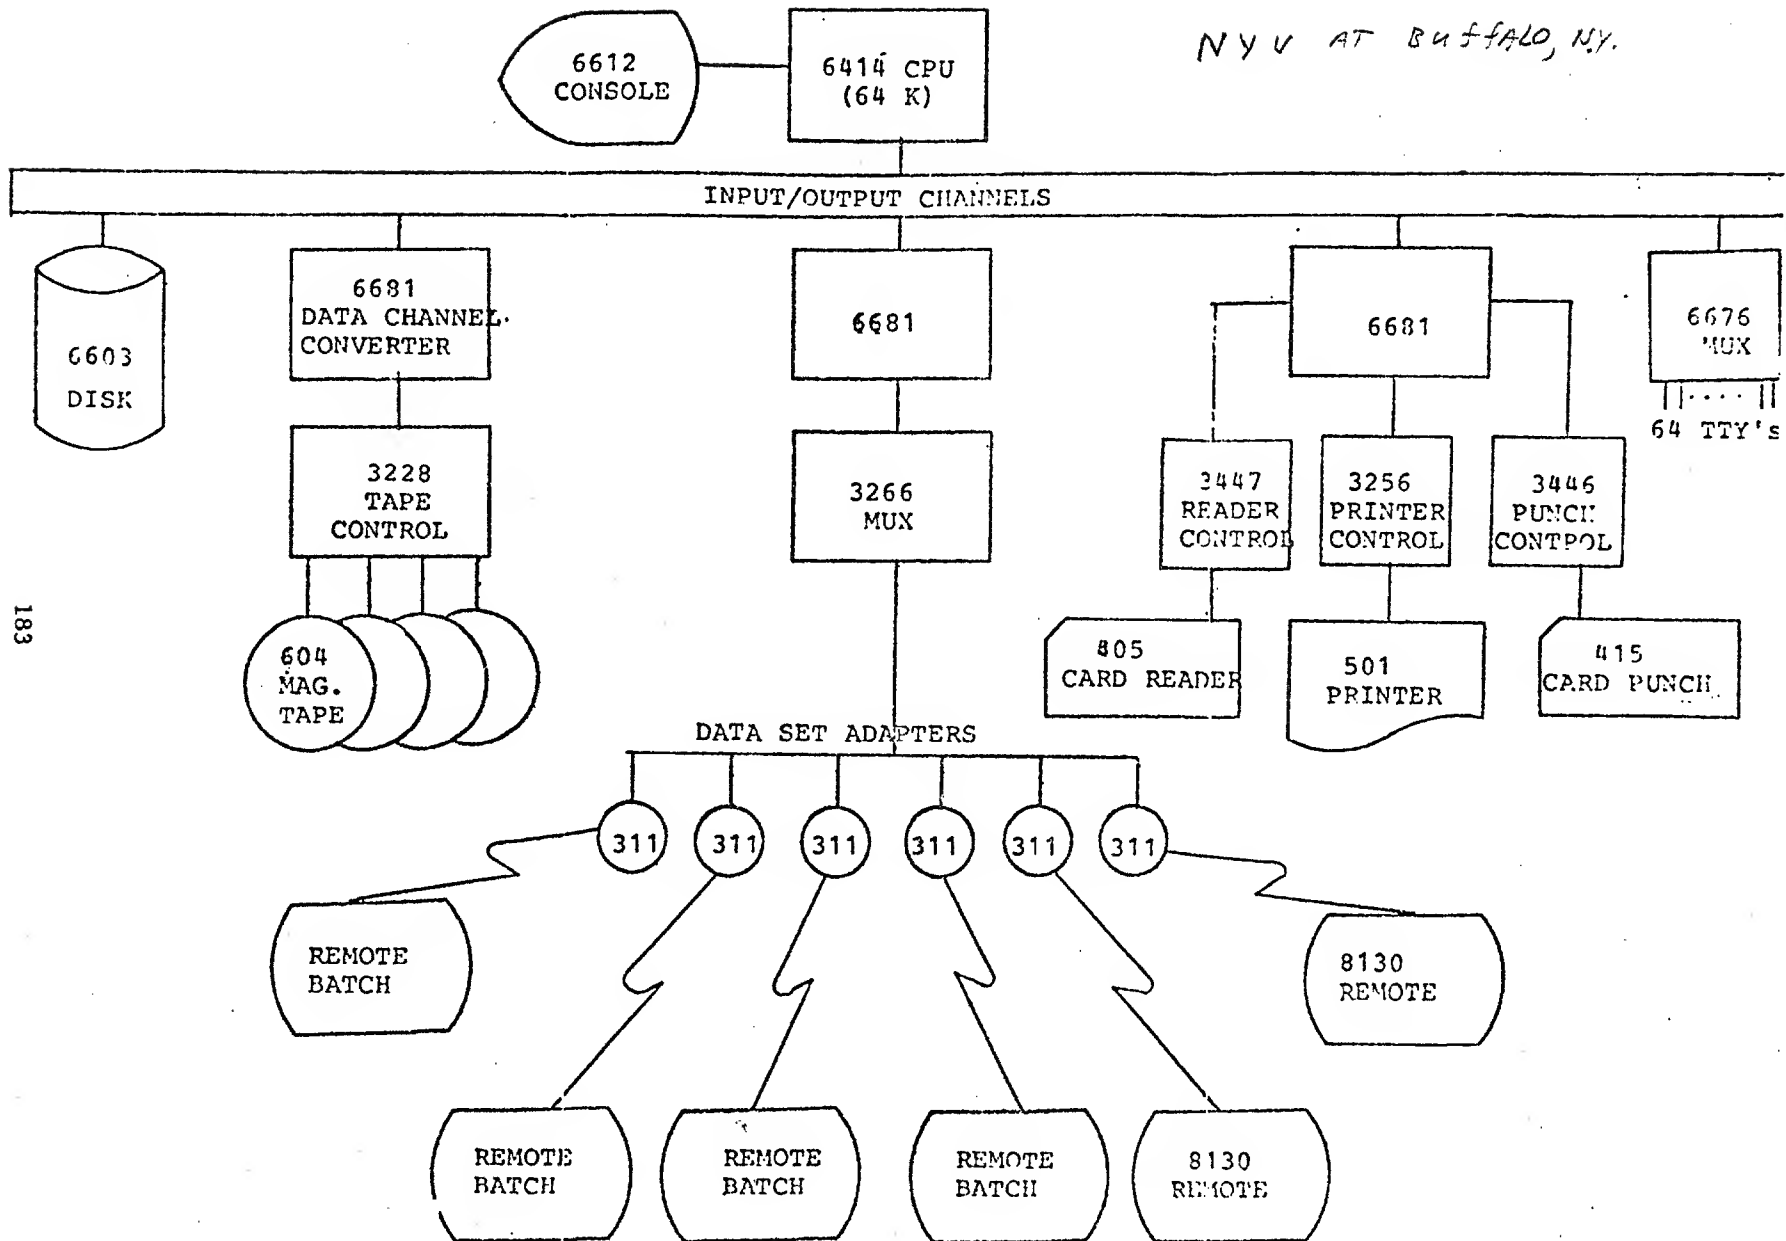 NYU AT BUffALO, N.Y.
6612
CONSOLE
6414 CPU
(64 K)
INPUT/OUTPUT CHANNELS
6603
DISK
6681
DATA CHANNEL
CONVERTER
6681
6681
6676
MUX
64 TTY's
3228
TAPE
CONTROL
3266
MUX
3447
READER
CONTROL
3256
PRINTER
CONTROL
3446
PUNCH
CONTROL
604
MAG.
TAPE
405
CARD READER
501
PRINTER
415
CARD PUNCH
DATA SET ADAPTERS
311 311 311 311 311 311
REMOTE
BATCH
8130
REMOTE
REMOTE
BATCH
REMOTE
BATCH
REMOTE
BATCH
8130
REMOTE
183